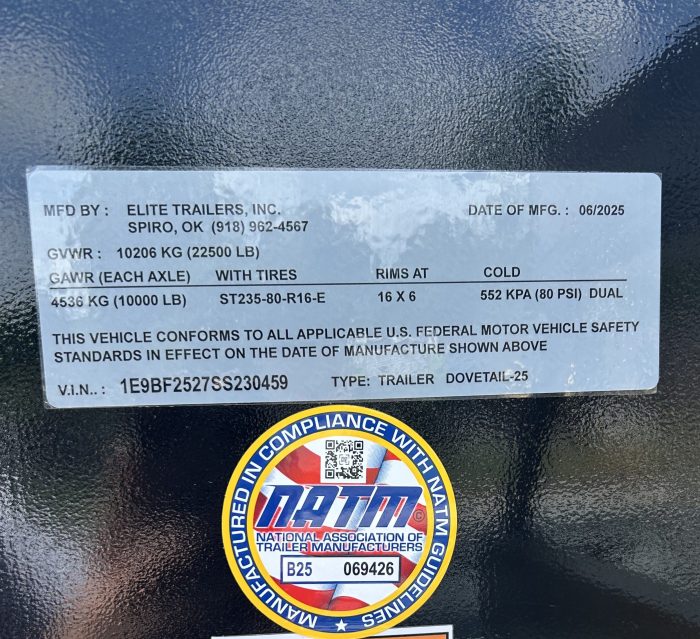 MFD BY : ELITE TRAILERS, INC. DATE OF MFG. : 06/2025
SPIRO, OK (918) 962-4567
GVWR : 10206 KG (22500 LB)
GAWR (EACH AXLE) WITH TIRES RIMS AT COLD
4536 KG (10000 LB) ST235-80-R16-E 16 X 6 552 KPA (80 PSI) DUAL
THIS VEHICLE CONFORMS TO ALL APPLICABLE U.S. FEDERAL MOTOR VEHICLE SAFETY
STANDARDS IN EFFECT ON THE DATE OF MANUFACTURE SHOWN ABOVE
V.I.N.. : 1E9BF2527SS230459 TYPE: TRAILER DOVETAIL-25
MANUFACTURED IN COMPLIANCE WITH NATM GUIDELINES
NATM©
NATIONAL ASSOCIATION OF
TRAILER MANUFACTURERS
B25 069426